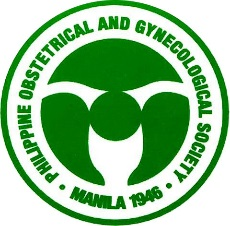 • PHILIPPINE OBSTETRICAL AND GYNECOLOGICAL SOCIETY •
MANILA 1946